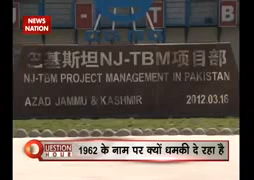 NEWS
NATION
巴基斯坦NJ-TBM项目部
NJ-TBM PROJECT MANAGEMENT IN PAKISTAN
AZAD JAMMU & KASHMIR 2012.03.16
QUESTION
HOUR
1962 के नाम पर क्यों धमकी दे रहा है